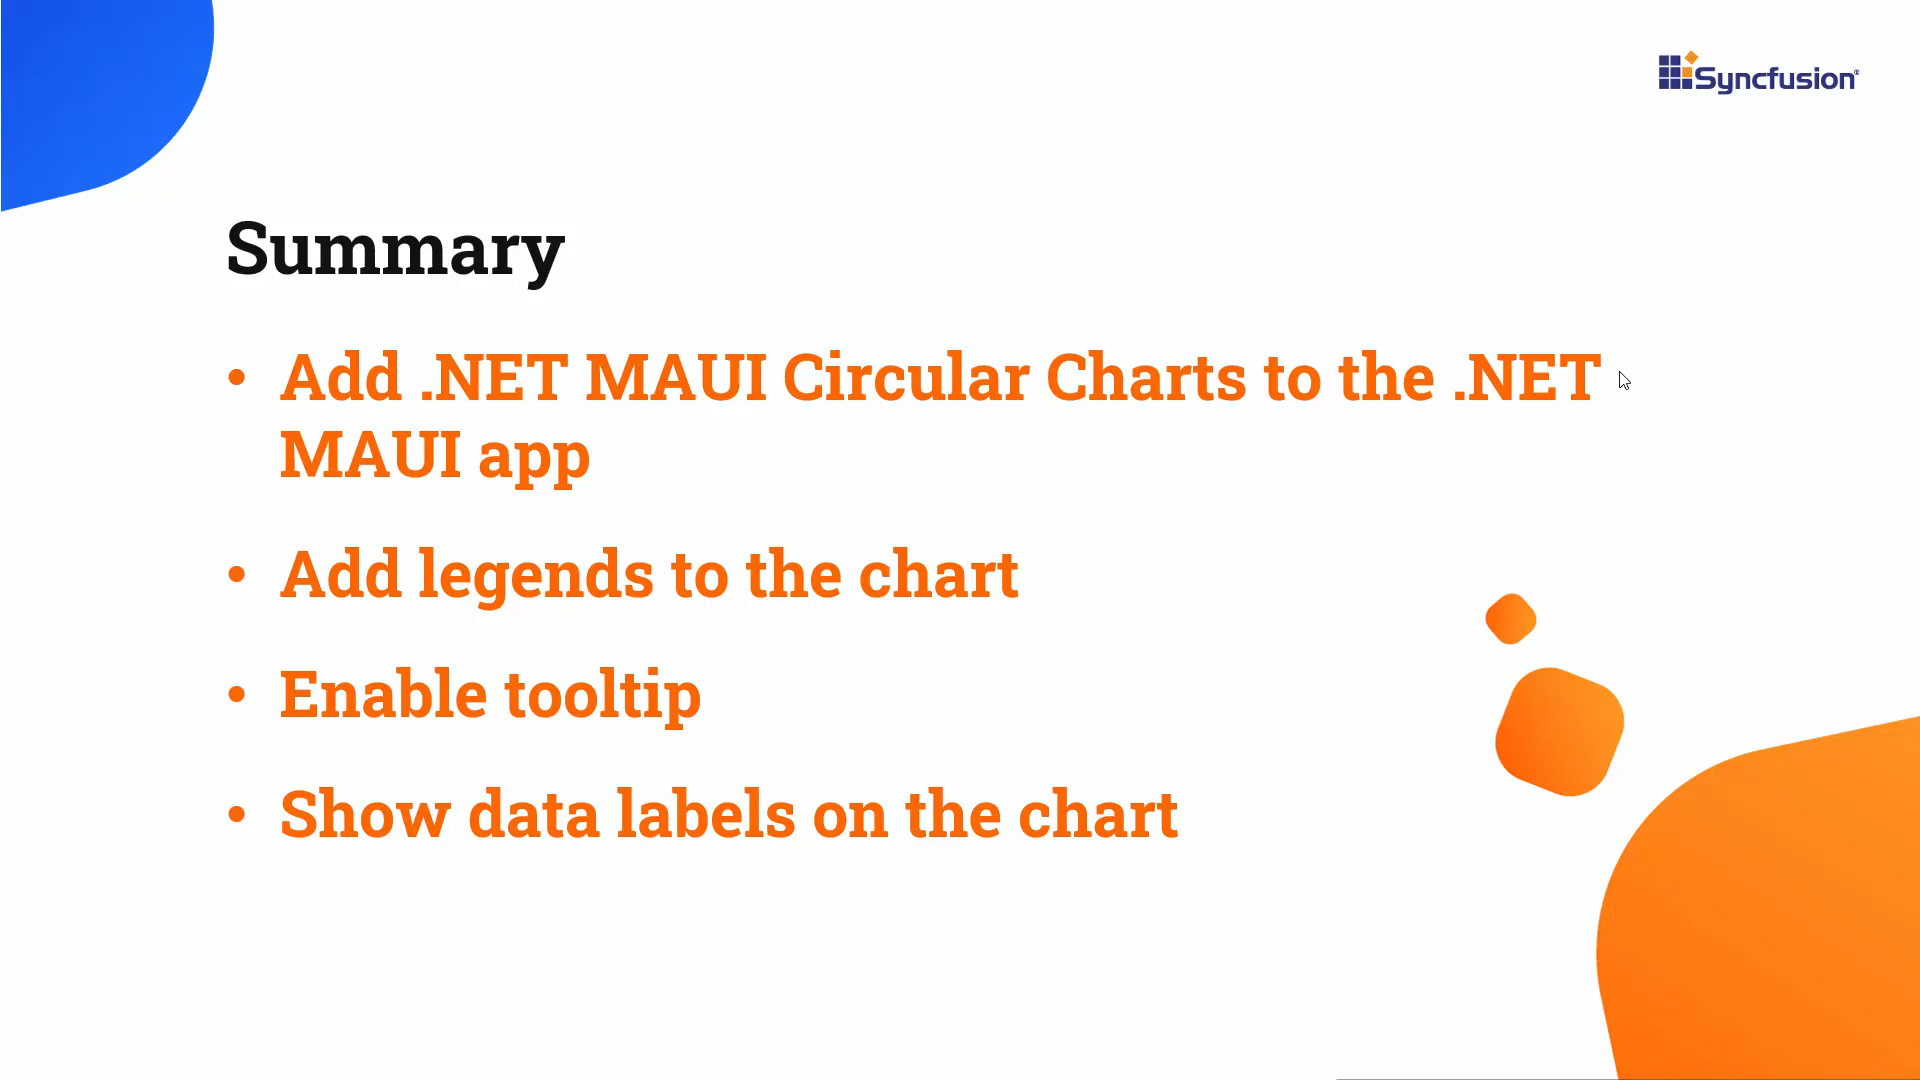 Syncfusion®
Summary
• Add .NET MAUI Circular Charts to the .NET
MAUI app
• Add legends to the chart
• Enable tooltip
• Show data labels on the chart